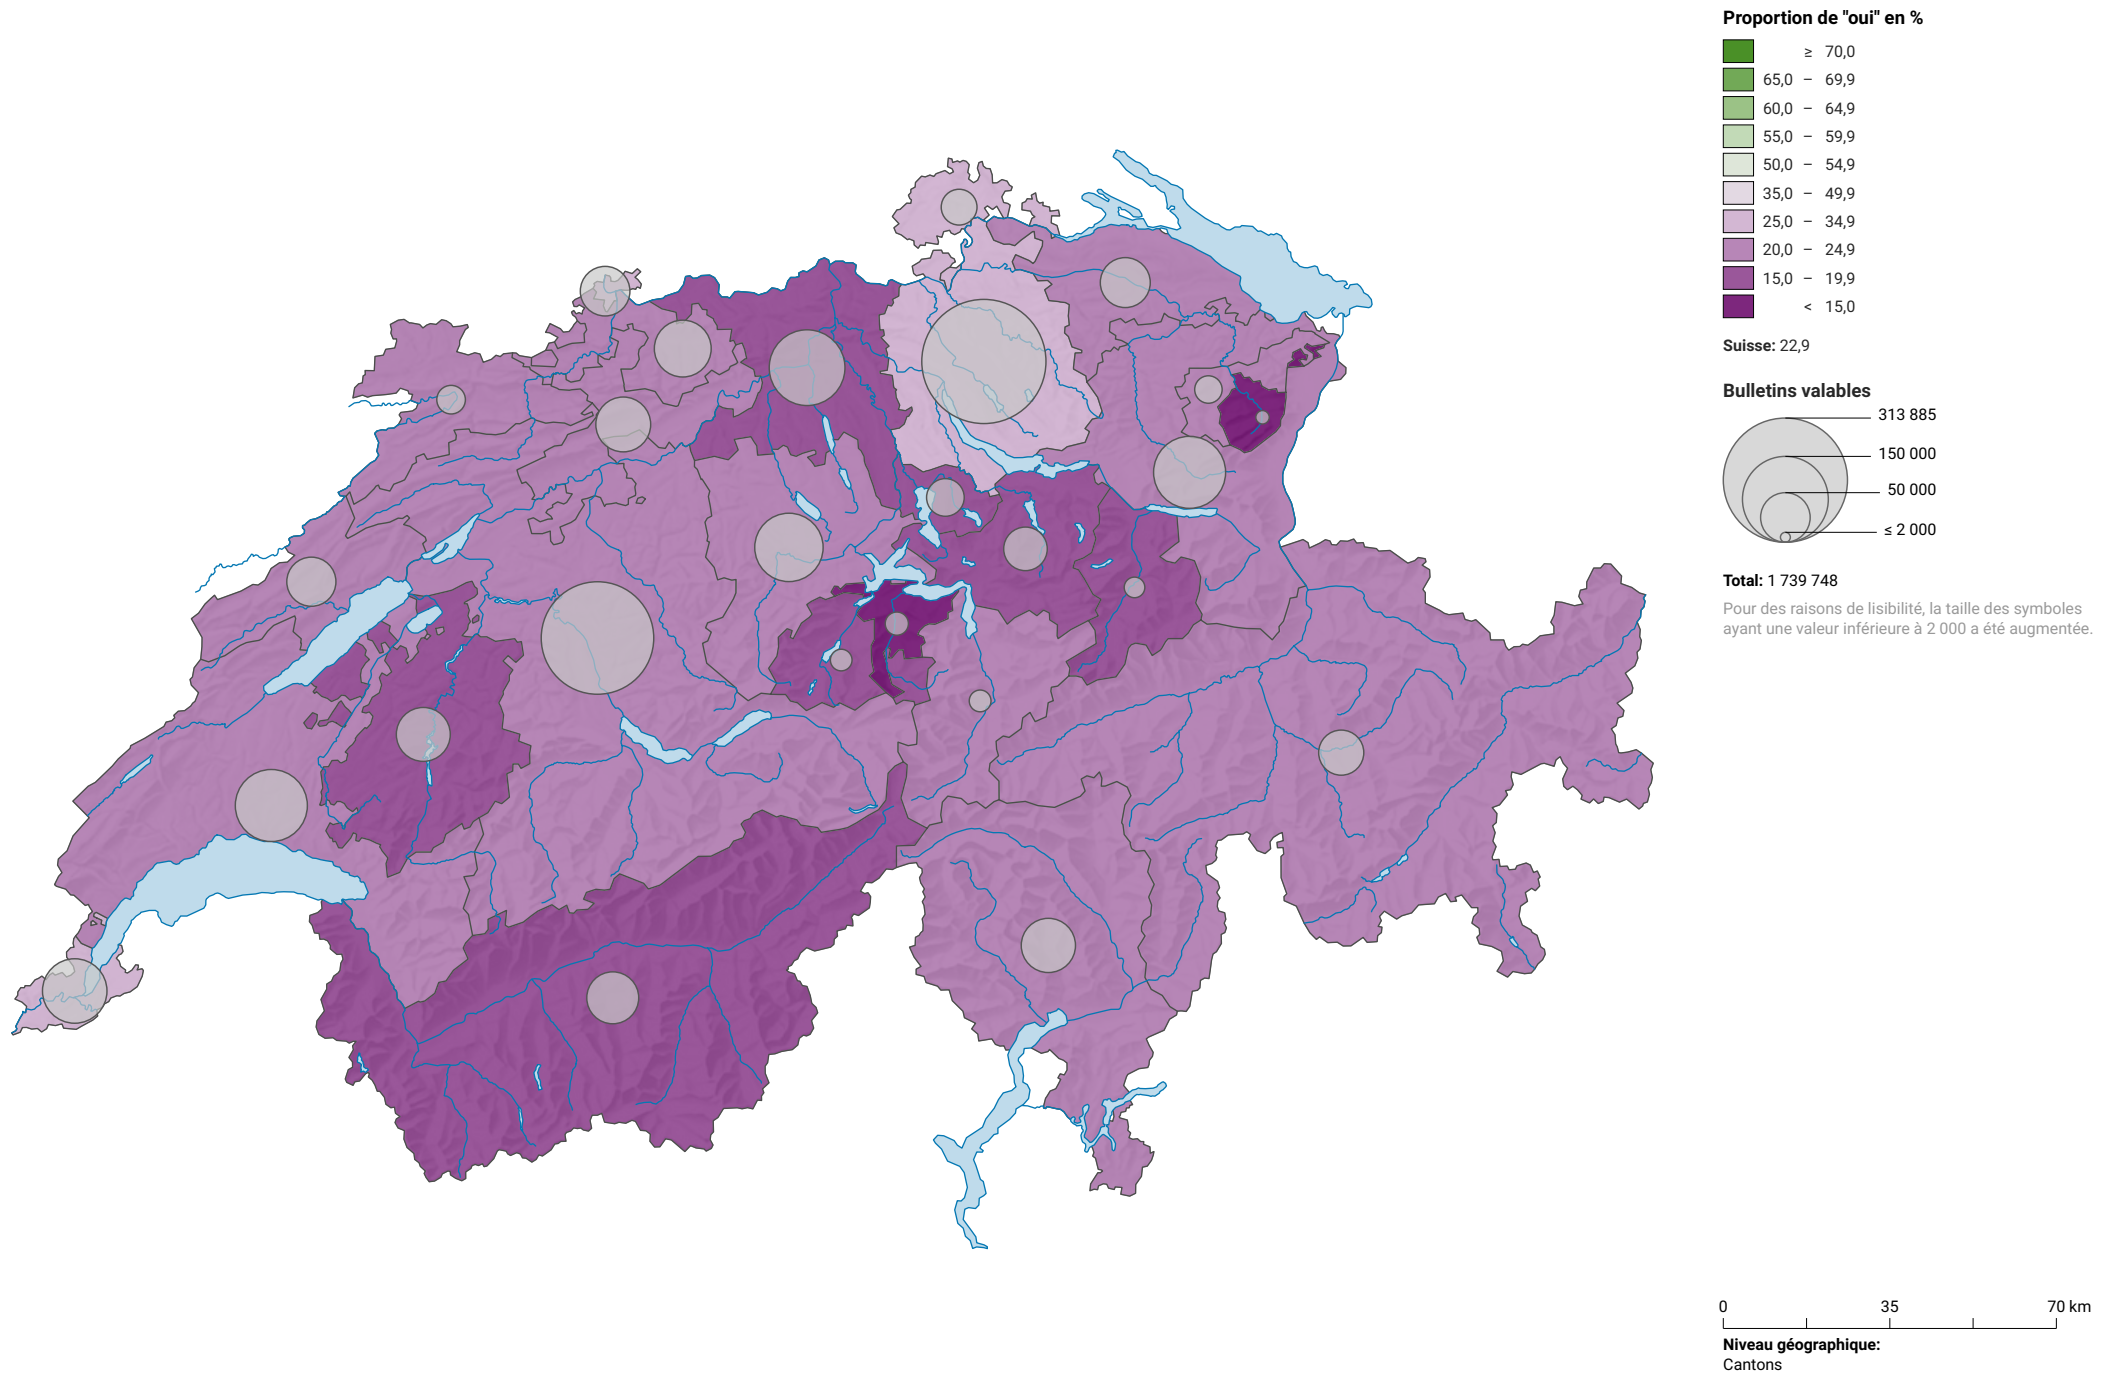 Proportion de "oui" en %
≥ 70,0
65,0 – 69,9
60,0 – 64,9
55,0 – 59,9
50,0 – 54,9
35,0 – 49,9
25,0 – 34,9
20,0 – 24,9
15,0 – 19,9
< 15,0
Suisse: 22,9
Bulletins valables
313 885
150 000
50 000
≤ 2 000
Total: 1 739 748
Pour des raisons de lisibilité, la taille des symboles
ayant une valeur inférieure à 2 000 a été augmentée.
0 35 70 km
Niveau géographique:
Cantons